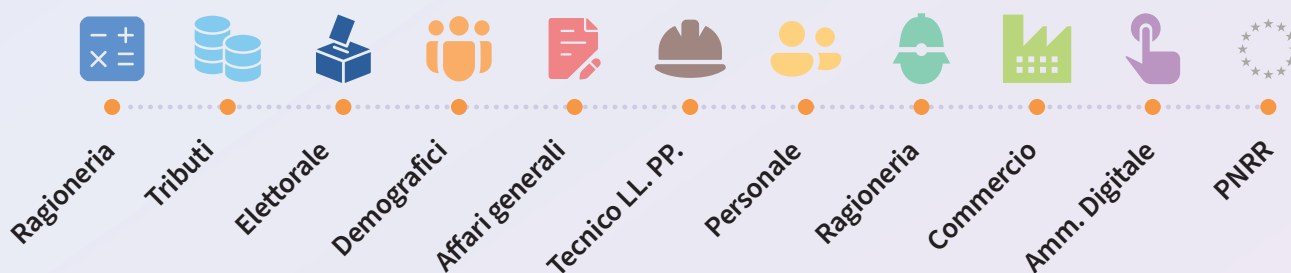 Ragioneria
Tributi
Elettorale
Demografici
Affari generali
Tecnico LL. PP.
Personale
Ragioneria
Commercio
Amm. Digitale
PNRR